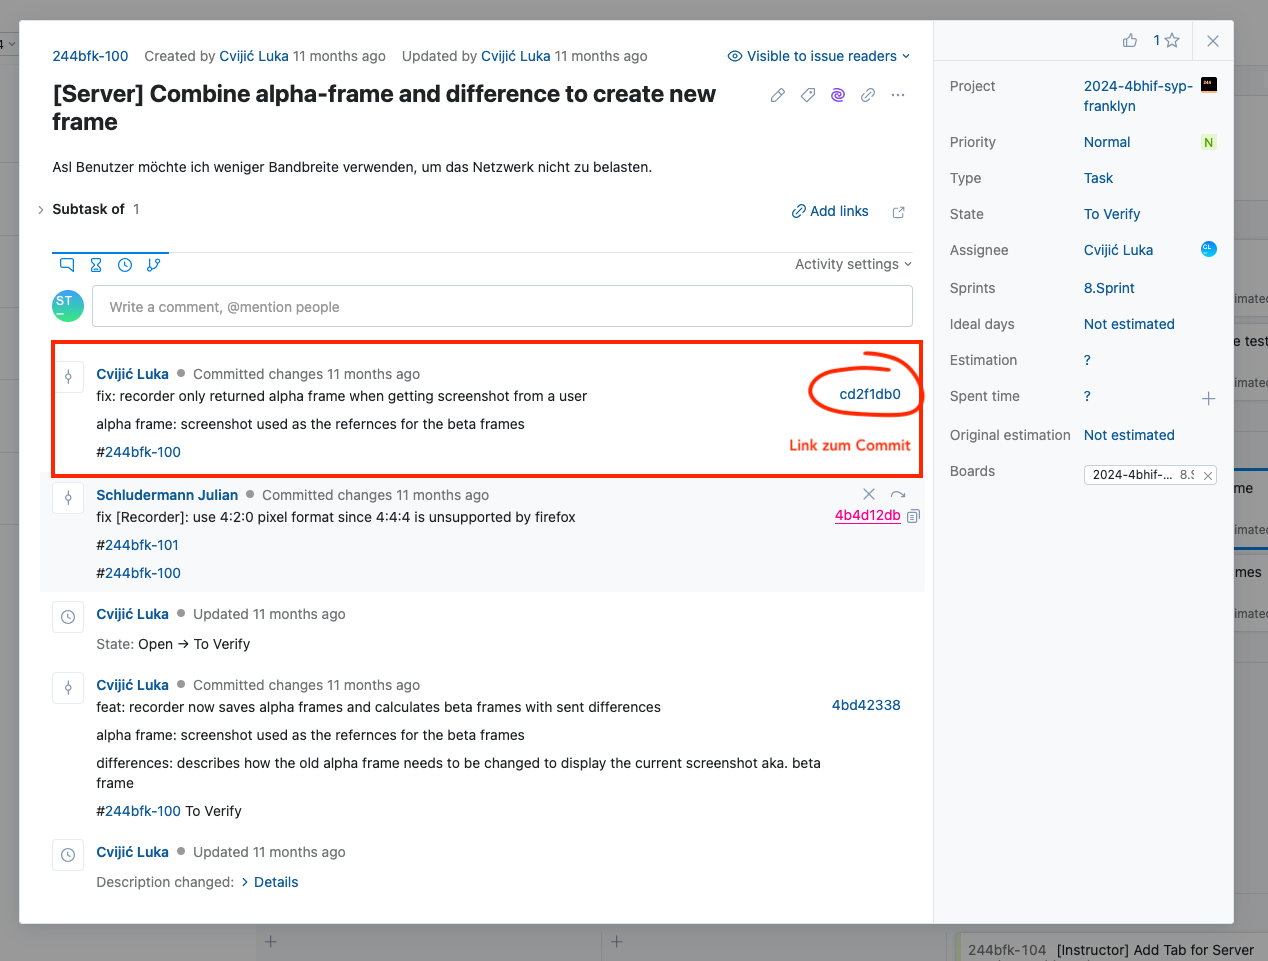 4
244bfk-100 Created by Cvijić Luka 11 months ago Updated by Cvijić Luka 11 months ago Visible to issue readers
1
[Server] Combine alpha-frame and difference to create new
frame
Asl Benutzer möchte ich weniger Bandbreite verwenden, um das Netzwerk nicht zu belasten.
Subtask of 1
Add links
Activity settings
ST
Write a comment, @mention people
Cvijić Luka Committed changes 11 months ago
fix: recorder only returned alpha frame when getting screenshot from a user
cd2f1db0
alpha frame: screenshot used as the refernces for the beta frames
Link zum Commit
#244bfk-100
Schludermann Julian Committed changes 11 months ago
fix [Recorder]: use 4:2:0 pixel format since 4:4:4 is unsupported by firefox
4b4d12db
#244bfk-101
#244bfk-100
Cvijić Luka Updated 11 months ago
State: Open → To Verify
Cvijić Luka Committed changes 11 months ago
feat: recorder now saves alpha frames and calculates beta frames with sent differences
4bd42338
alpha frame: screenshot used as the refernces for the beta frames
differences: describes how the old alpha frame needs to be changed to display the current screenshot aka. beta
frame
#244bfk-100 To Verify
Cvijić Luka Updated 11 months ago
Description changed: Details
Project 2024-4bhif-syp-
franklyn
Priority Normal N
Type Task
State To Verify
Assignee Cvijić Luka CL
Sprints 8.Sprint
Ideal days Not estimated
Estimation ?
Spent time ?
Original estimation Not estimated
Boards 2024-4bhif-... 8.S
imated
e test
imated
me
imated
mes
imated
244bfk-104 [Instructor] Add Tab for Server